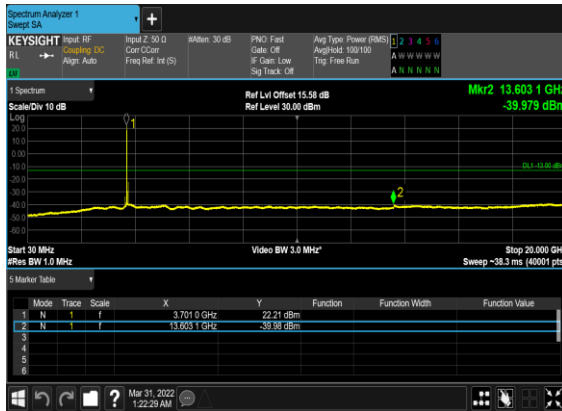 Spectrum Analyzer 1
Swept SA
+
KEYSIGHT Input: RF Input Z: 50 Ω #Atten: 30 dB PNO: Fast Avg Type: Power (RMS) 1 2 3 4 5 6
RL Coupling: DC Corr CCorr Gate: Off Avg|Hold: 100/100 A W W W W W
Align: Auto Freq Ref: Int (S) IF Gain: Low Trig: Free Run
LXI Sig Track: Off A N N N N N
1 Spectrum Ref Lvl Offset 15.58 dB Mkr2 13.603 1 GHz
Scale/Div 10 dB Ref Level 30.00 dBm -39.979 dBm
Log
20.0
10.0
0.00
-10.0
-20.0
-30.0
-40.0
-50.0
-60.0
1
DL1 -13.00 dBm
2
Start 30 MHz Video BW 3.0 MHz* Stop 20.000 GHz
#Res BW 1.0 MHz Sweep ~38.3 ms (40001 pts)
5 Marker Table
Mode Trace Scale X Y Function Function Width Function Value
1 N 1 f 3.701 0 GHz 22.21 dBm
2 N 1 f 13.603 1 GHz -39.98 dBm
3
4
5
6
? Mar 31, 2022
1:22:29 AM